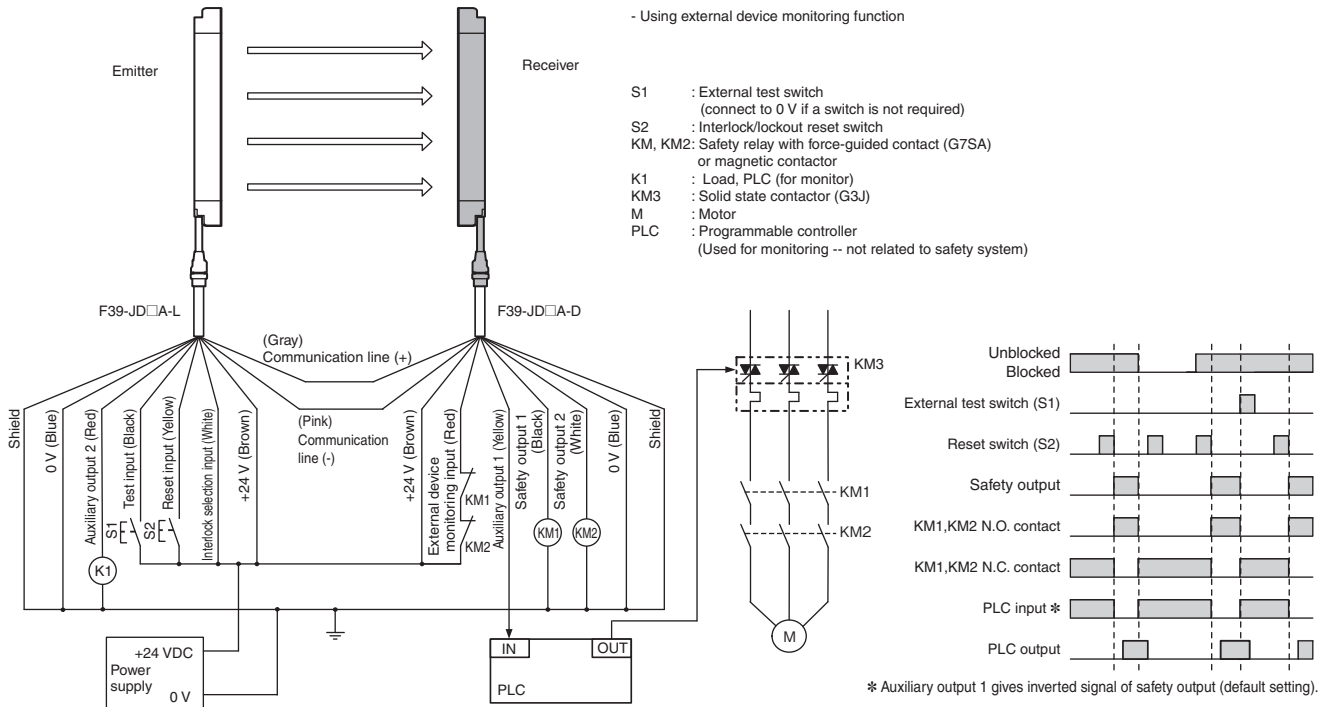 - Using external device monitoring function
Emitter
Receiver
S1 : External test switch
(connect to 0 V if a switch is not required)
S2 : Interlock/lockout reset switch
KM, KM2: Safety relay with force-guided contact (G7SA)
or magnetic contactor
K1 : Load, PLC (for monitor)
KM3 : Solid state contactor (G3J)
M : Motor
PLC : Programmable controller
(Used for monitoring -- not related to safety system)
F39-JD□A-L
F39-JD□A-D
(Gray)
Communication line (+)
(Pink)
Communication
line (-)
Shield
0 V (Blue)
Auxiliary output 2 (Red)
Test input (Black)
Reset input (Yellow)
Interlock selection input (White)
+24 V (Brown)
+24 V (Brown)
External device
monitoring input (Red)
Auxiliary output 1 (Yellow)
Safety output 1
(Black)
Safety output 2
(White)
0 V (Blue)
Shield
S1
S2
K1
KM1
KM2
KM1
KM2
+24 VDC
Power
supply
0 V
IN
OUT
PLC
KM3
KM1
KM2
M
Unblocked
Blocked
External test switch (S1)
Reset switch (S2)
Safety output
KM1,KM2 N.O. contact
KM1,KM2 N.C. contact
PLC input ✽
PLC output
✽ Auxiliary output 1 gives inverted signal of safety output (default setting).